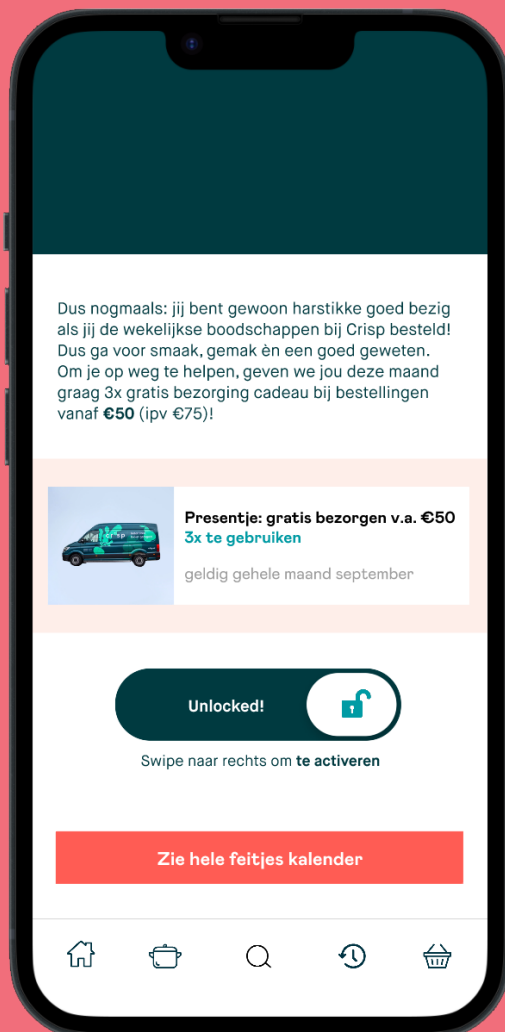 Dus nogmaals: jij bent gewoon harstikke goed bezig
als jij de wekelijkse boodschappen bij Crisp besteld!
Dus ga voor smaak, gemak èn een goed geweten.
Om je op weg te helpen, geven we jou deze maand
graag 3x gratis bezorging cadeau bij bestellingen
vanaf €50 (ipv €75)!
Presentje: gratis bezorgen v.a. €50
3x te gebruiken
geldig gehele maand september
Unlocked!
Swipe naar rechts om te activeren
Zie hele feitjes kalender